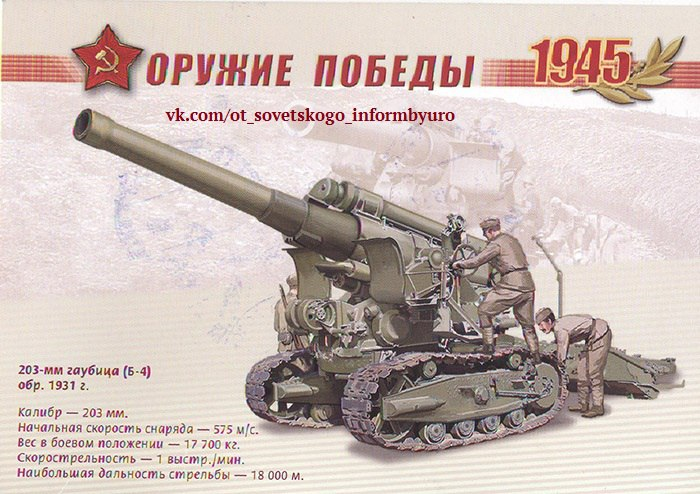 ОРУЖИЕ ПОБЕДЫ
1945
vk.com/ot_sovetskogo_informbyuro
203-мм гаубица (Б-4)
обр. 1931 г.
Калибр — 203 мм.
Начальная скорость снаряда — 575 м/с.
Вес в боевом положении — 17 700 кг.
Скорострельность — 1 выстр./мин.
Наибольшая дальность стрельбы — 18 000 м.